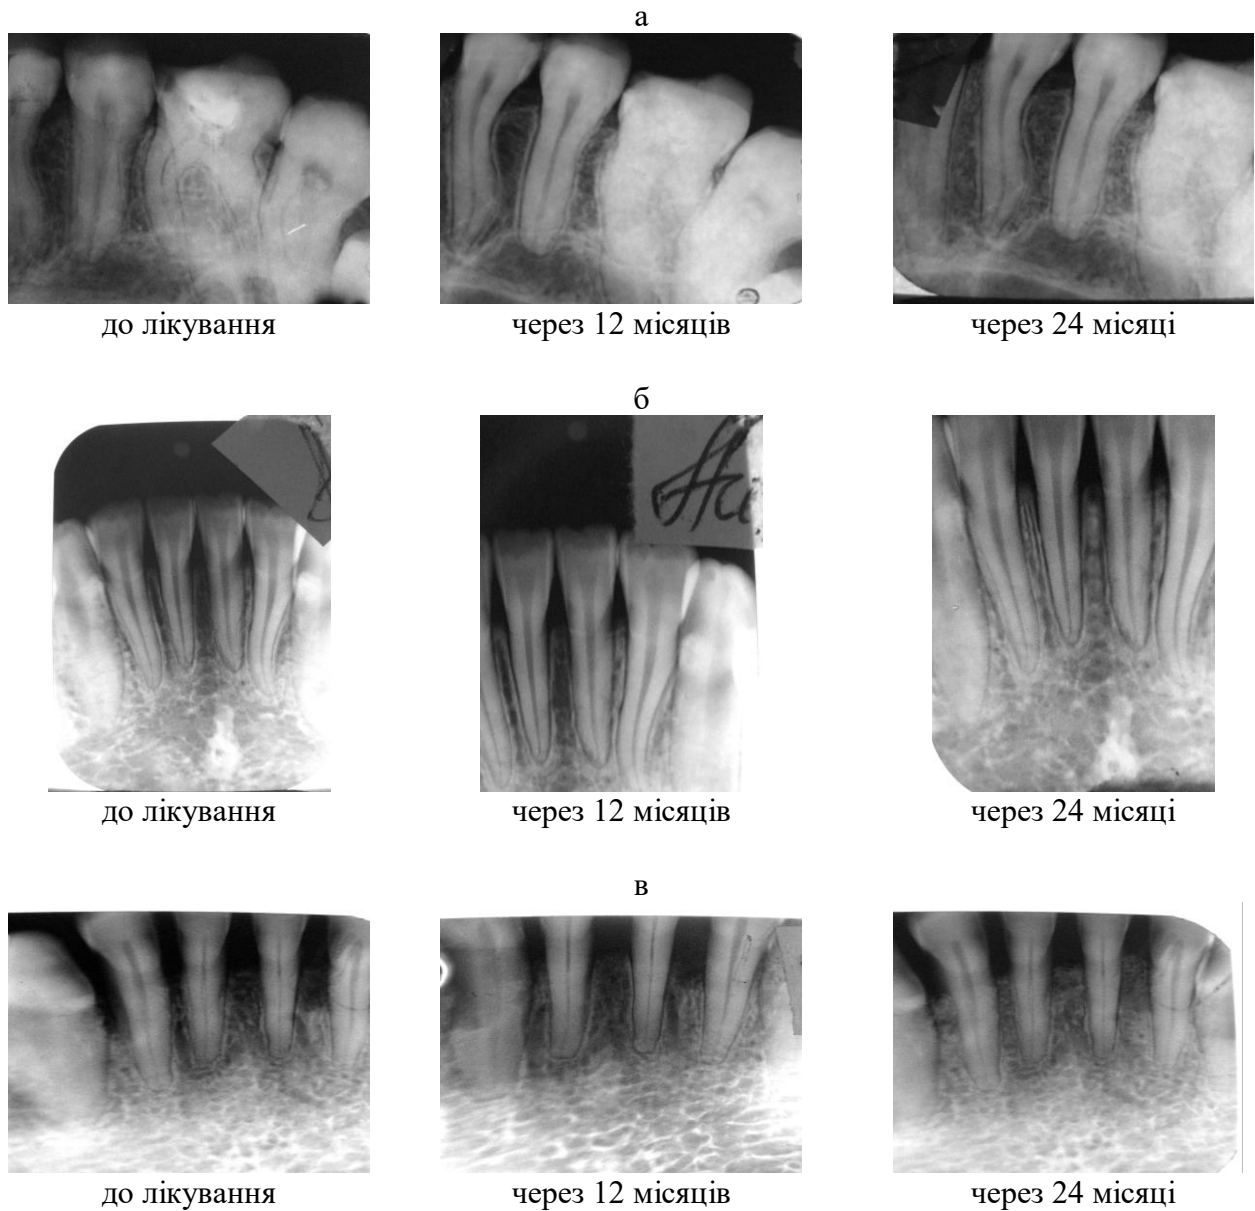 а
до лікування
через 12 місяців
через 24 місяці
б
до лікування
через 12 місяців
через 24 місяці
в
до лікування
через 12 місяців
через 24 місяці